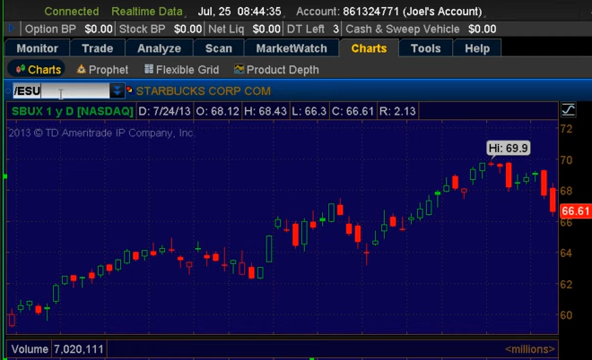 Connected Realtime Data Jul, 25 08:44:35 Account: 861324771 (Joel's Account)
Option BP $0.00 Stock BP $0.00 Net Liq $0.00 DT Left 3 Cash & Sweep Vehicle $0.00
Monitor Trade Analyze Scan MarketWatch Charts Tools Help
Charts Prophet Flexible Grid Product Depth
/ESU STARBUCKS CORP COM
SBUX 1 y D [NASDAQ] D: 7/24/13 O: 68.12 H: 68.43 L: 66.3 C: 66.61 R: 2.13
2013 © TD Ameritrade IP Company, Inc.
72
Hi: 69.9
70
68
66.61
66
64
62
60
Volume 7,020,111 <millions>